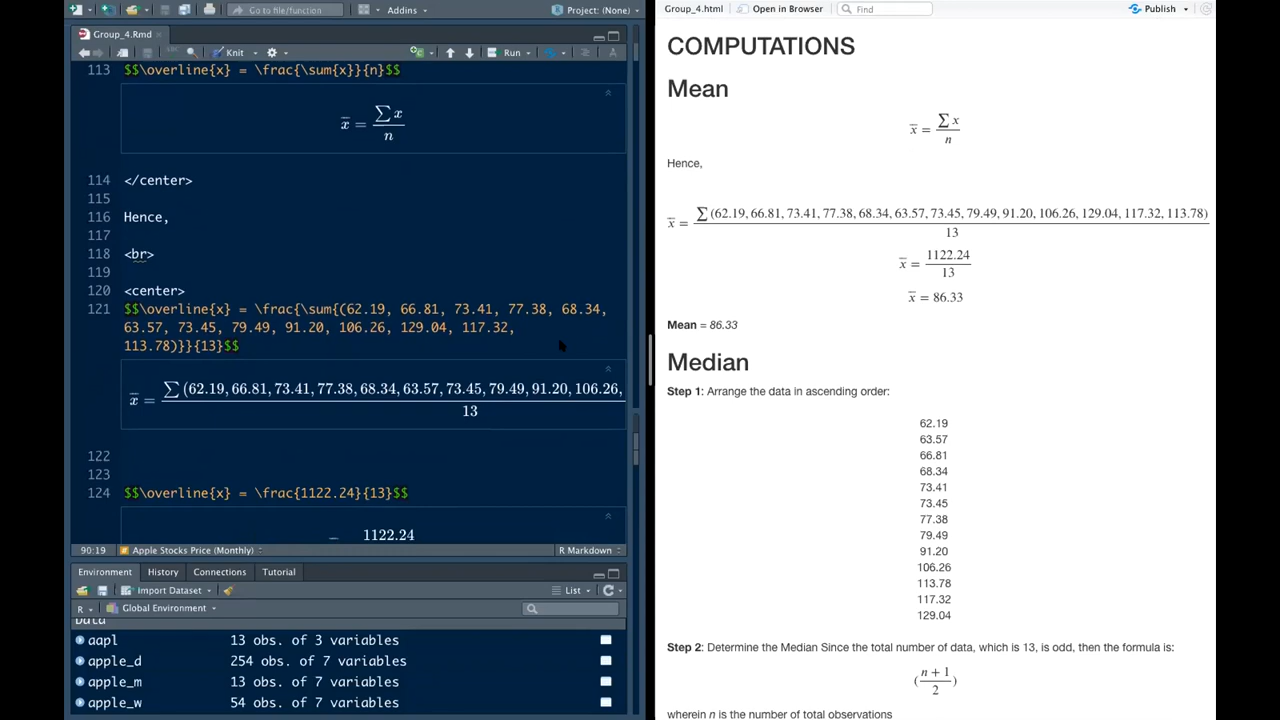 Go to file/function
Addins
Project: (None)
Group_4.Rmd
Knit
Run
113 $$\overline{x} = \frac{\sum{x}}{n}$$
x̅ = ∑ x / n
114 </center>
115
116 Hence,
117
118 <br>
119
120 <center>
121 $$\overline{x} = \frac{\sum{(62.19, 66.81, 73.41, 77.38, 68.34,
63.57, 73.45, 79.49, 91.20, 106.26, 129.04, 117.32,
113.78)}}{13}$$
x̅ = ∑ (62.19, 66.81, 73.41, 77.38, 68.34, 63.57, 73.45, 79.49, 91.20, 106.26, / 13
122
123
124 $$\overline{x} = \frac{1122.24}{13}$$
1122.24
90:19 Apple Stocks Price (Monthly) R Markdown
Environment History Connections Tutorial
Import Dataset List
R Global Environment
Data
aapl 13 obs. of 3 variables
apple_d 254 obs. of 7 variables
apple_m 13 obs. of 7 variables
apple_w 54 obs. of 7 variables
Group_4.html Open in Browser Find Publish
COMPUTATIONS
Mean
x̅ = ∑ x / n
Hence,
x̅ = ∑ (62.19, 66.81, 73.41, 77.38, 68.34, 63.57, 73.45, 79.49, 91.20, 106.26, 129.04, 117.32, 113.78) / 13
x̅ = 1122.24 / 13
x̅ = 86.33
Mean = 86.33
Median
Step 1: Arrange the data in ascending order:
62.19
63.57
66.81
68.34
73.41
73.45
77.38
79.49
91.20
106.26
113.78
117.32
129.04
Step 2: Determine the Median Since the total number of data, which is 13, is odd, then the formula is:
(n + 1 / 2)
wherein n is the number of total observations